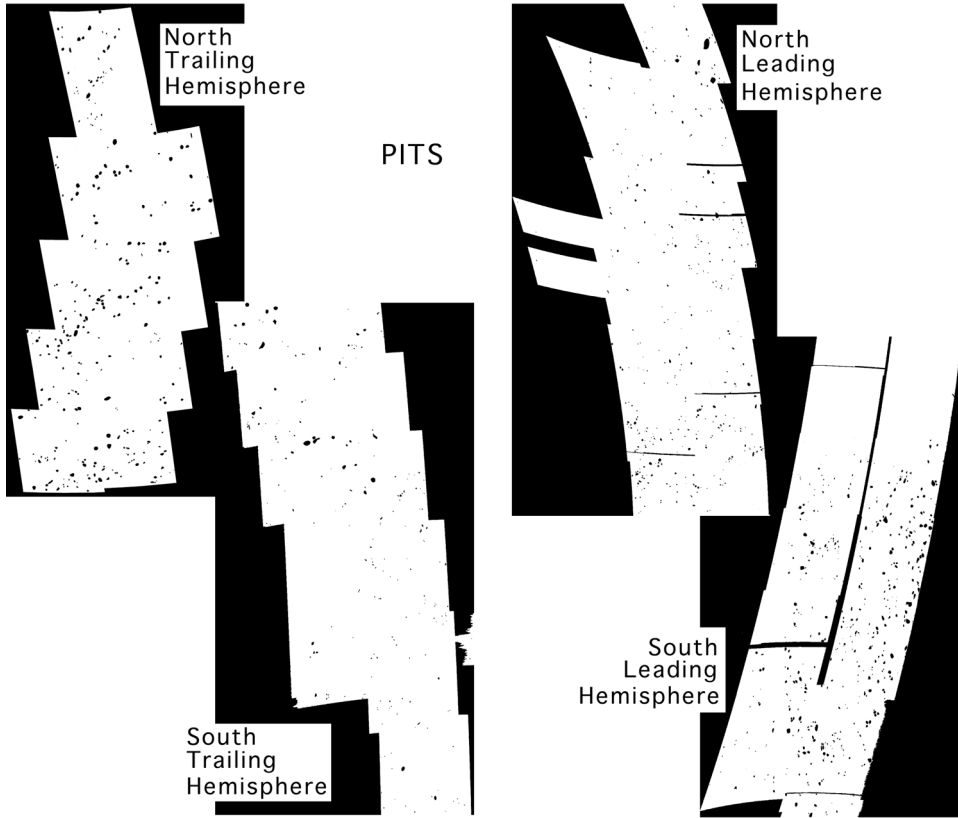 North
Trailing
Hemisphere
PITS
North
Leading
Hemisphere
South
Leading
Hemisphere
South
Trailing
Hemisphere